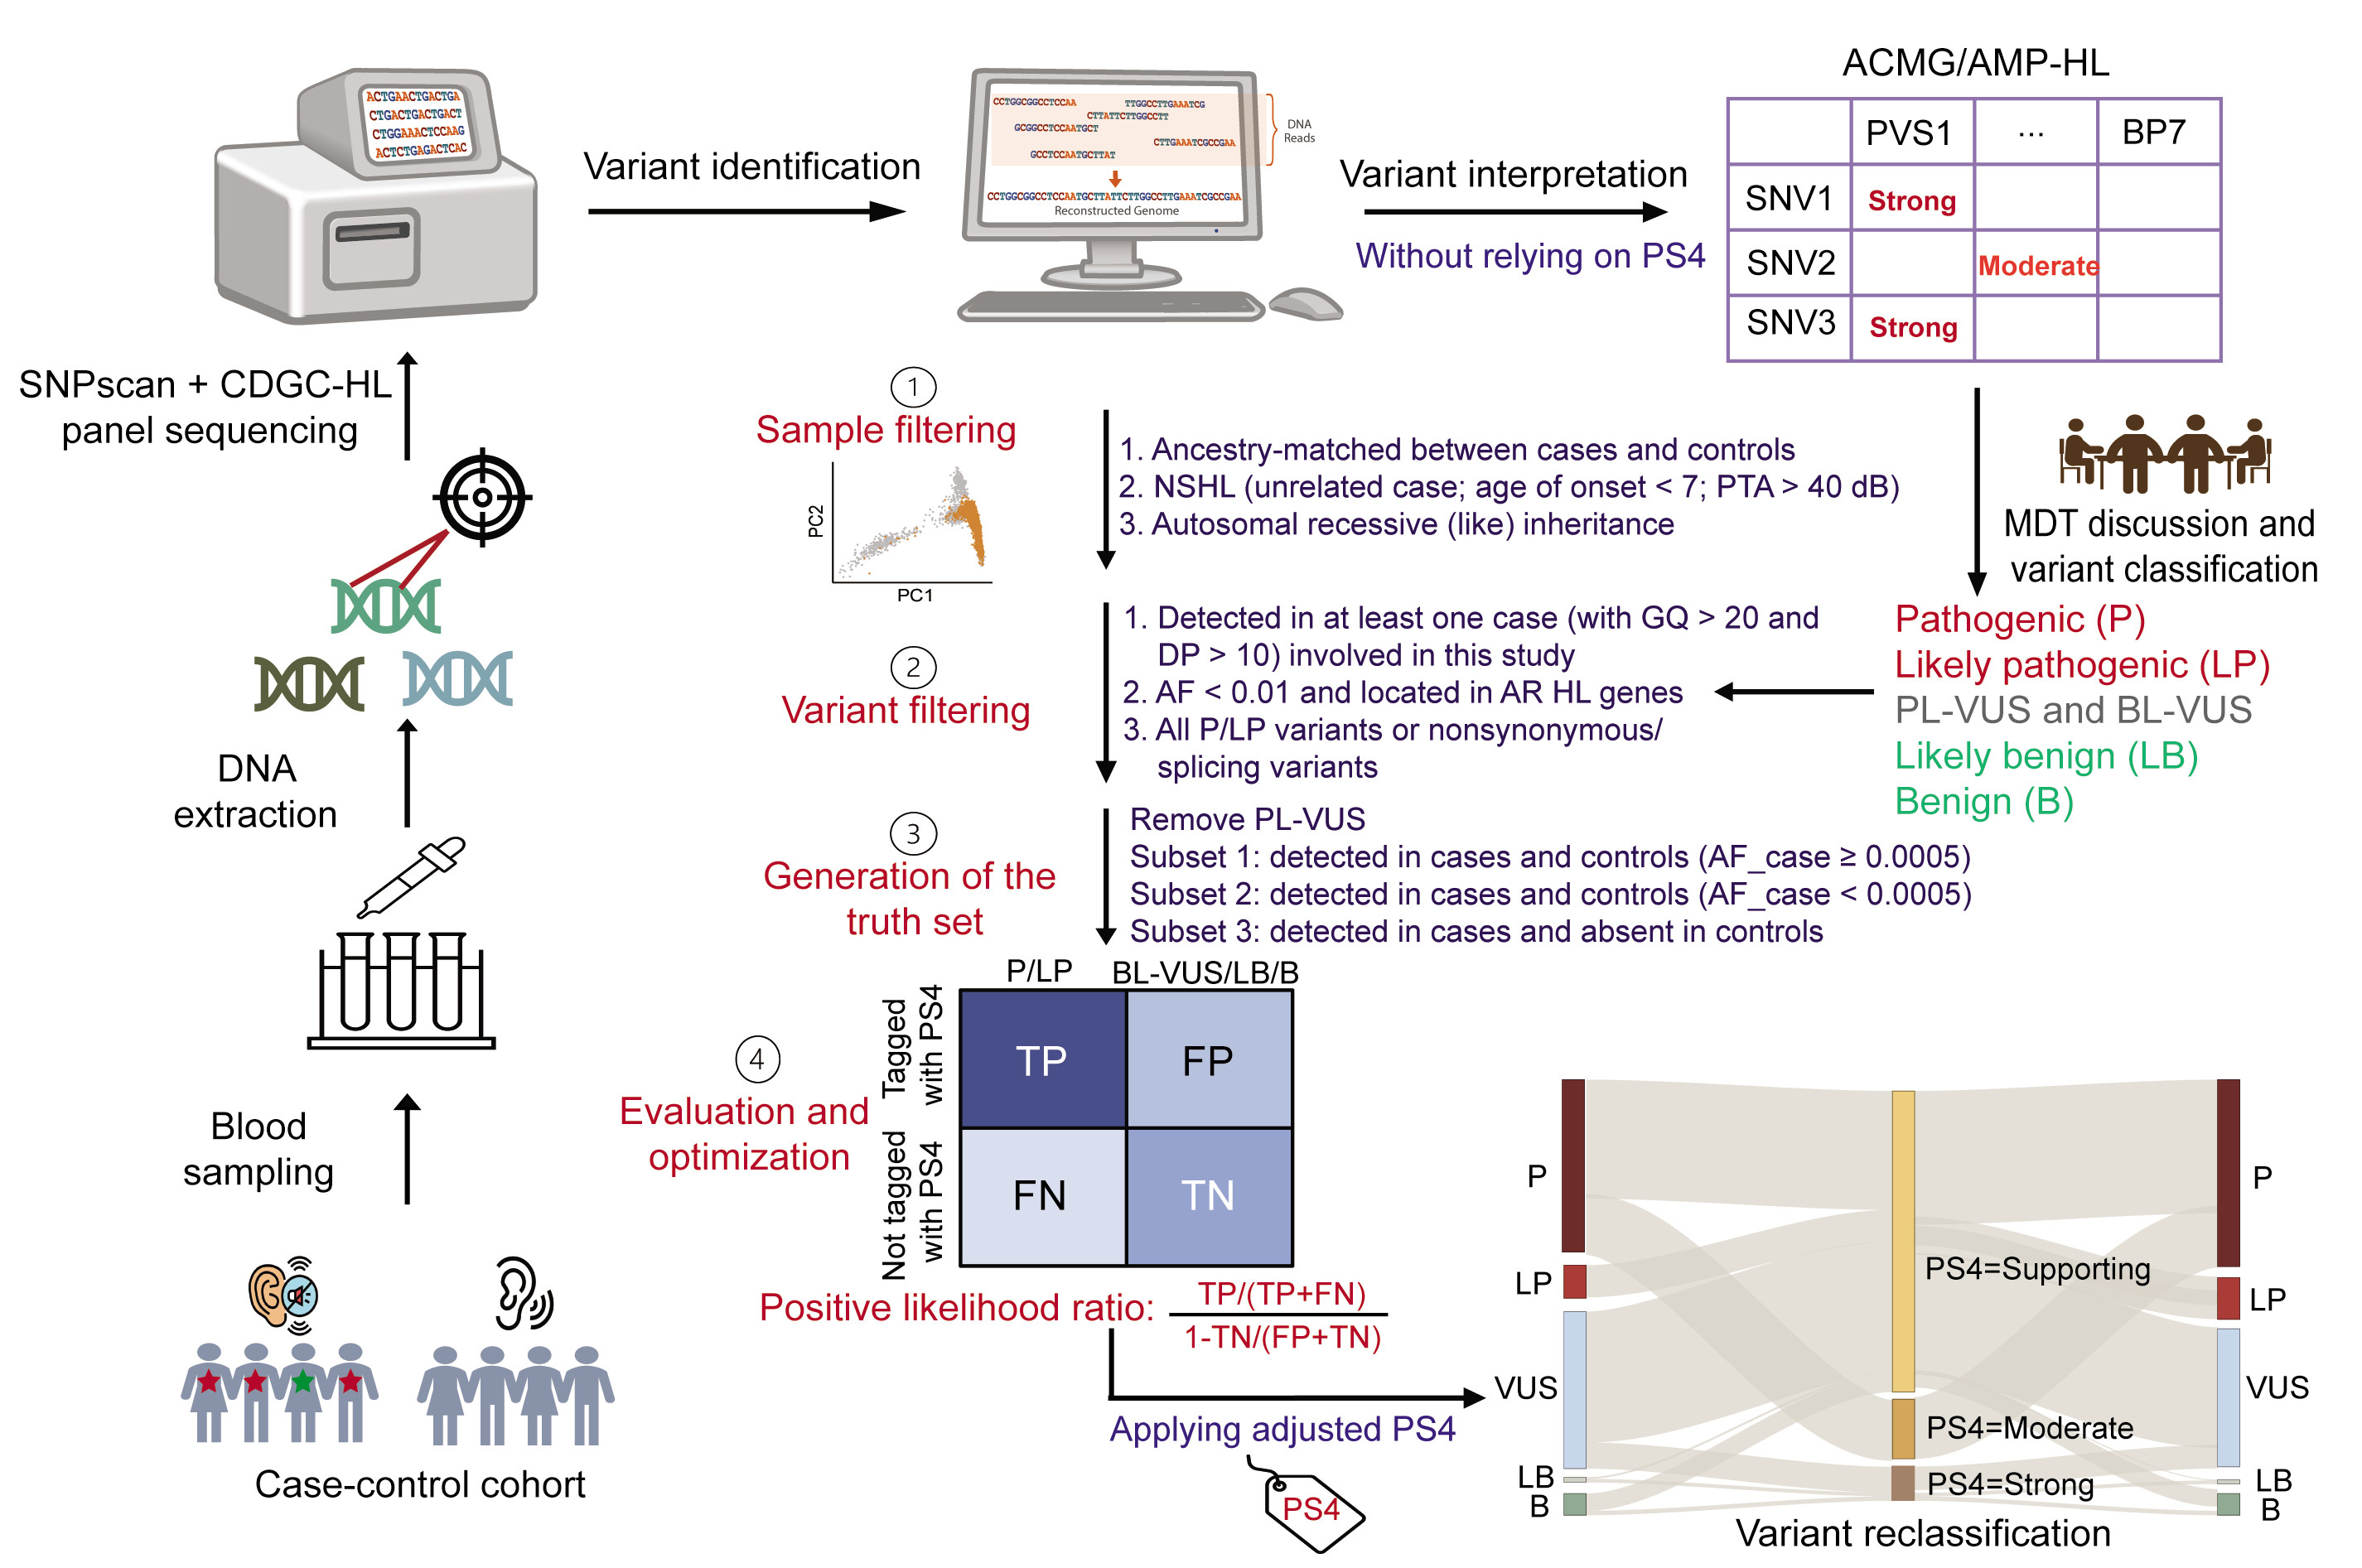 ACTGAACTGACTGA
CTGACTGACTGACT
CTGGAAACTCCAAG
ACTCTGAGACTCAC
Variant identification
CCTGGCGGCCTCCAA
TTGGCCTTGAAATCG
CTTATTCTTGGCCTT
GCGGCCTCCAATGCT
CTTGAAATCGCCGAA
GCCTCCAATGCTTAT
DNA
Reads
CCTGGCGGCCTCCAATGCTTATTCTTGGCCTTGAAATCGCCGAA
Reconstructed Genome
Variant interpretation
Without relying on PS4
ACMG/AMP-HL
PVS1 ... BP7
SNV1 Strong
SNV2 Moderate
SNV3 Strong
SNPscan + CDGC-HL
panel sequencing
DNA
extraction
Blood
sampling
Case-control cohort
1
Sample filtering
PC2
PC1
1. Ancestry-matched between cases and controls
2. NSHL (unrelated case; age of onset < 7; PTA > 40 dB)
3. Autosomal recessive (like) inheritance
MDT discussion and
variant classification
Pathogenic (P)
Likely pathogenic (LP)
PL-VUS and BL-VUS
Likely benign (LB)
Benign (B)
2
Variant filtering
1. Detected in at least one case (with GQ > 20 and
DP > 10) involved in this study
2. AF < 0.01 and located in AR HL genes
3. All P/LP variants or nonsynonymous/
splicing variants
3
Generation of the
truth set
Remove PL-VUS
Subset 1: detected in cases and controls (AF_case ≥ 0.0005)
Subset 2: detected in cases and controls (AF_case < 0.0005)
Subset 3: detected in cases and absent in controls
4
Evaluation and
optimization
P/LP BL-VUS/LB/B
Tagged
with PS4
TP FP
Not tagged
with PS4
FN TN
Positive likelihood ratio:
TP/(TP+FN)
1-TN/(FP+TN)
Applying adjusted PS4
PS4
P
LP
VUS
LB
B
PS4=Supporting
PS4=Moderate
PS4=Strong
P
LP
VUS
LB
B
Variant reclassification